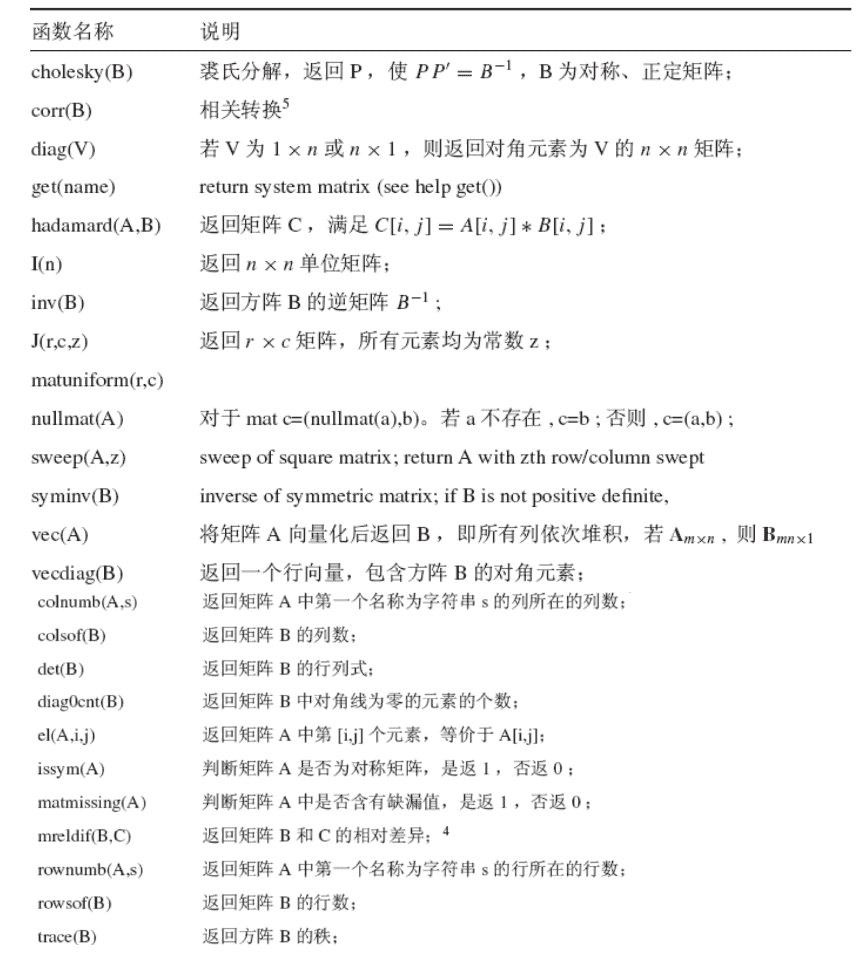 函数名称 说明
cholesky(B) 裘氏分解，返回 P，使 PP′ = B⁻¹，B 为对称、正定矩阵；
corr(B) 相关转换⁵
diag(V) 若 V 为 1 × n 或 n × 1，则返回对角元素为 V 的 n × n 矩阵；
get(name) return system matrix (see help get())
hadamard(A,B) 返回矩阵 C，满足 C[i, j] = A[i, j] ∗ B[i, j]；
I(n) 返回 n × n 单位矩阵；
inv(B) 返回方阵 B 的逆矩阵 B⁻¹；
J(r,c,z) 返回 r × c 矩阵，所有元素均为常数 z；
matuniform(r,c)
nullmat(A) 对于 mat c=(nullmat(a),b)。若 a 不存在 , c=b ; 否则 , c=(a,b) ;
sweep(A,z) sweep of square matrix; return A with zth row/column swept
syminv(B) inverse of symmetric matrix; if B is not positive definite,
vec(A) 将矩阵 A 向量化后返回 B，即所有列依次堆积，若 Aₘ×ₙ , 则 Bₘₙ×₁
vecdiag(B) 返回一个行向量，包含方阵 B 的对角元素；
colnumb(A,s) 返回矩阵 A 中第一个名称为字符串 s 的列所在的列数；
colsof(B) 返回矩阵 B 的列数；
det(B) 返回矩阵 B 的行列式；
diag0cnt(B) 返回矩阵 B 中对角线为零的元素的个数；
el(A,i,j) 返回矩阵 A 中第 [i,j] 个元素，等价于 A[i,j];
issym(A) 判断矩阵 A 是否为对称矩阵，是返 1，否返 0；
matmissing(A) 判断矩阵 A 中是否含有缺漏值，是返 1，否返 0；
mreldif(B,C) 返回矩阵 B 和 C 的相对差异；⁴
rownumb(A,s) 返回矩阵 A 中第一个名称为字符串 s 的行所在的行数；
rowsof(B) 返回矩阵 B 的行数；
trace(B) 返回方阵 B 的秩；